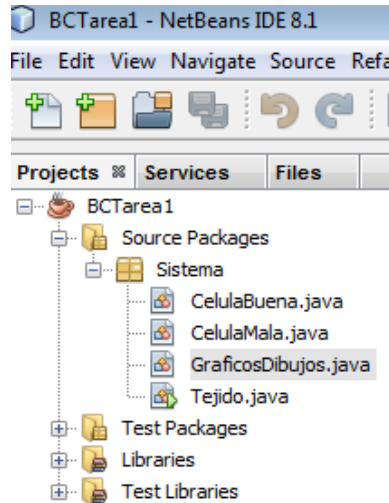 BCTarea1 - NetBeans IDE 8.1
File Edit View Navigate Source Refa
Projects Services Files
BCTarea1
Source Packages
Sistema
CelulaBuena.java
CelulaMala.java
GraficosDibujos.java
Tejido.java
Test Packages
Libraries
Test Libraries